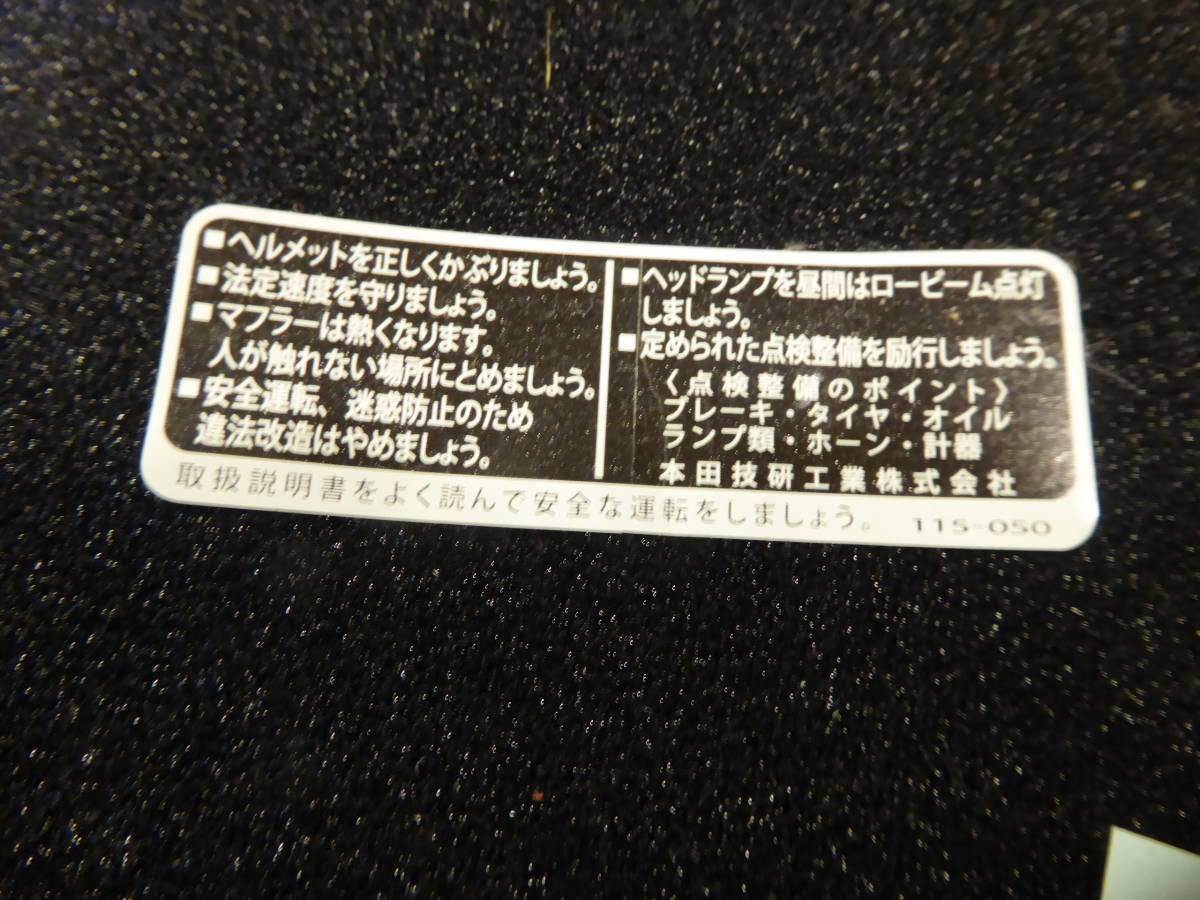 ■ヘルメットを正しくかぶりましょう。
■法定速度を守りましょう。
■マフラーは熱くなります。
人が触れない場所にとめましょう。
■安全運転、迷惑防止のため
違法改造はやめましょう。
■ヘッドランプを昼間はロービーム点灯
しましょう。
■定められた点検整備を励行しましょう。
〈点検整備のポイント〉
ブレーキ・タイヤ・オイル
ランプ類・ホーン・計器
本田技研工業株式会社
取扱説明書をよく読んで安全な運転をしましょう。 115-050